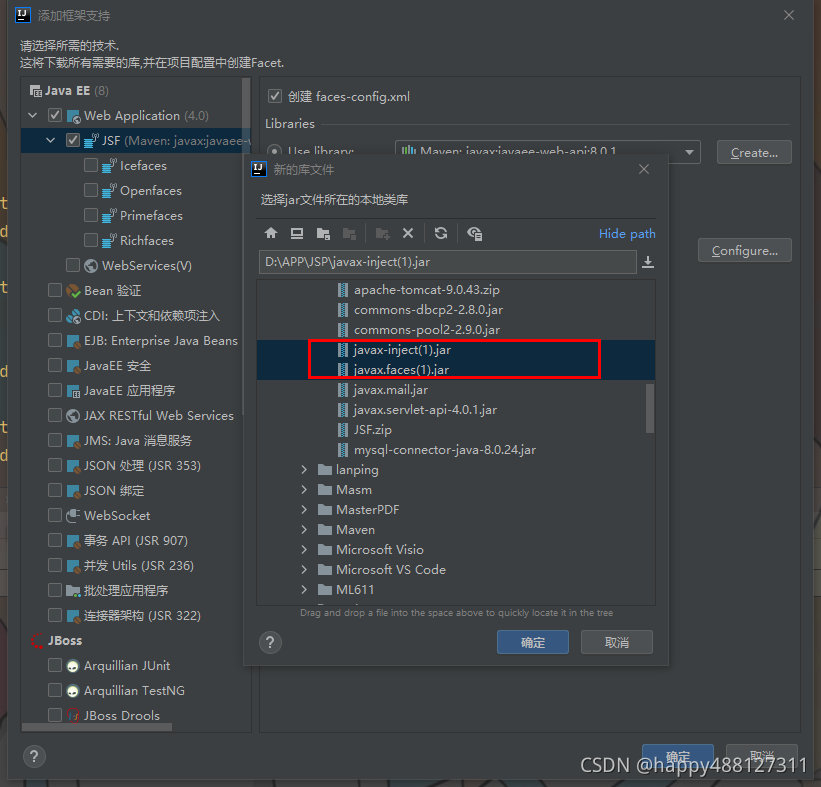 添加框架支持
请选择所需的技术.
这将下载所有需要的库,并在项目配置中创建Facet.
Java EE (8)
Web Application (4.0)
JSF (Maven: javax:javaee-
Icefaces
Openfaces
Primefaces
Richfaces
WebServices(V)
Bean 验证
CDI: 上下文和依赖项注入
EJB: Enterprise Java Beans
JavaEE 安全
JavaEE 应用程序
JAX RESTful Web Services
JMS: Java 消息服务
JSON 处理 (JSR 353)
JSON 绑定
WebSocket
事务 API (JSR 907)
并发 Utils (JSR 236)
批处理应用程序
连接器架构 (JSR 322)
JBoss
Arquillian JUnit
Arquillian TestNG
JBoss Drools
创建 faces-config.xml
Libraries
Use library: Maven: javax:javaee-web-api:8.0.1 Create...
Configure...
新的库文件
选择jar文件所在的本地类库
Hide path
D:\APP\JSP\javax-inject(1).jar
apache-tomcat-9.0.43.zip
commons-dbcp2-2.8.0.jar
commons-pool2-2.9.0.jar
javax-inject(1).jar
javax.faces(1).jar
javax.mail.jar
javax.servlet-api-4.0.1.jar
JSF.zip
mysql-connector-java-8.0.24.jar
lanping
Masm
MasterPDF
Maven
Microsoft Visio
Microsoft VS Code
ML611
Drag and drop a file into the space above to quickly locate it in the tree
? 确定 取消
? 确定 取消
CSDN @happy488127311